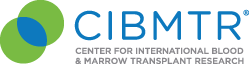 CIBMTR®
CENTER FOR INTERNATIONAL BLOOD
& MARROW TRANSPLANT RESEARCH